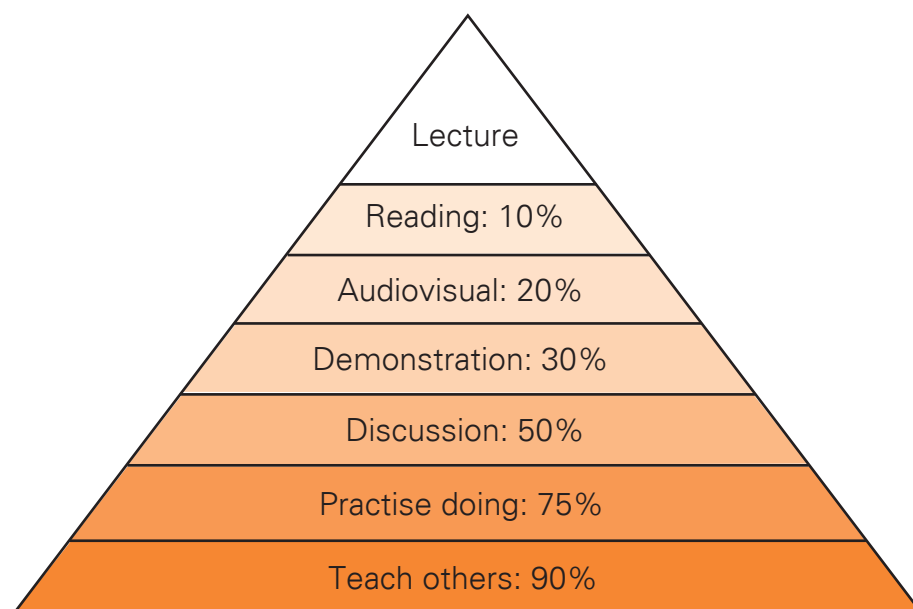 Lecture
Reading: 10%
Audiovisual: 20%
Demonstration: 30%
Discussion: 50%
Practise doing: 75%
Teach others: 90%